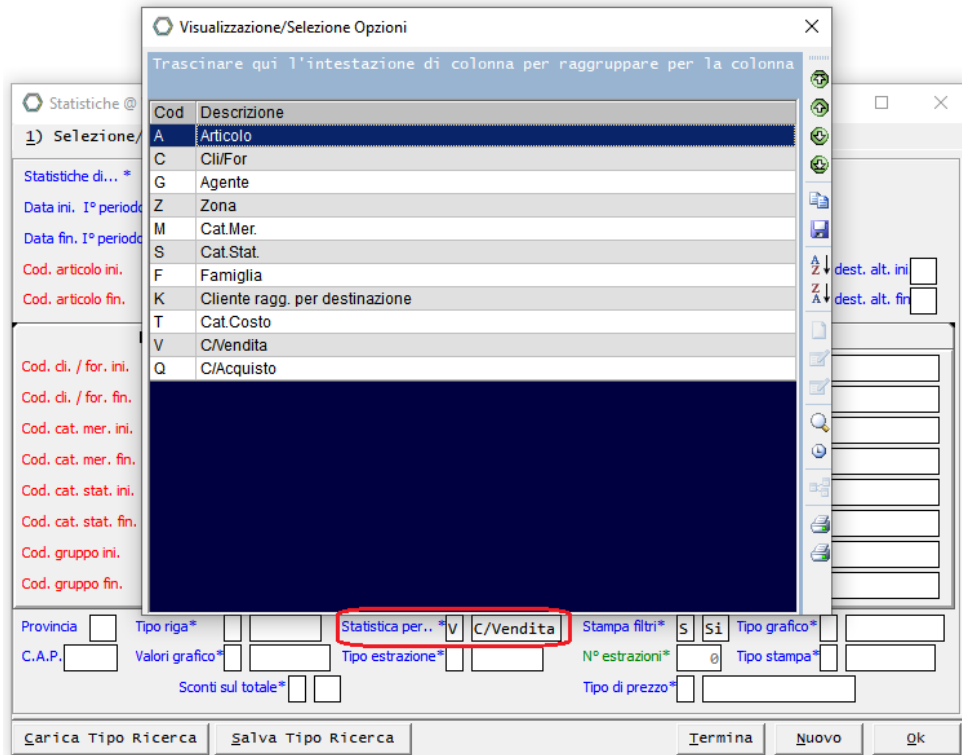 Visualizzazione/Selezione Opzioni
Trascinare qui l'intestazione di colonna per raggruppare per la colonna
Cod Descrizione
A Articolo
C Cli/For
G Agente
Z Zona
M Cat.Mer.
S Cat.Stat.
F Famiglia
K Cliente ragg. per destinazione
T Cat.Costo
V C/Vendita
Q C/Acquisto
Statistiche @
1) Selezione/
Statistiche di... *
Data ini. I° periodo
Data fin. I° periodo
Cod. articolo ini. dest. alt. ini
Cod. articolo fin. dest. alt. fin
Cod. cli. / for. ini.
Cod. cli. / for. fin.
Cod. cat. mer. ini.
Cod. cat. mer. fin.
Cod. cat. stat. ini.
Cod. cat. stat. fin.
Cod. gruppo ini.
Cod. gruppo fin.
Provincia Tipo riga* Statistica per.. * V C/Vendita Stampa filtri* S Si Tipo grafico*
C.A.P. Valori grafico* Tipo estrazione* N° estrazioni* 0 Tipo stampa*
Sconti sul totale* Tipo di prezzo*
Carica Tipo Ricerca Salva Tipo Ricerca Termina Nuovo Ok